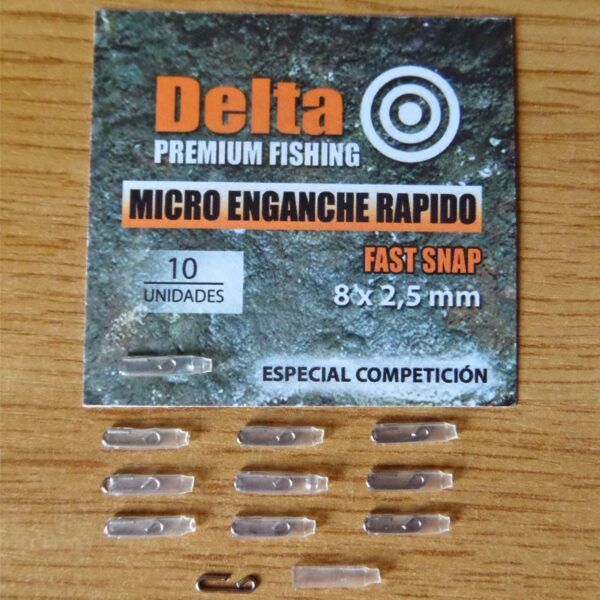 Delta
PREMIUM FISHING
MICRO ENGANCHE RAPIDO
FAST SNAP
8 x 2,5 mm
10
UNIDADES
ESPECIAL COMPETICIÓN